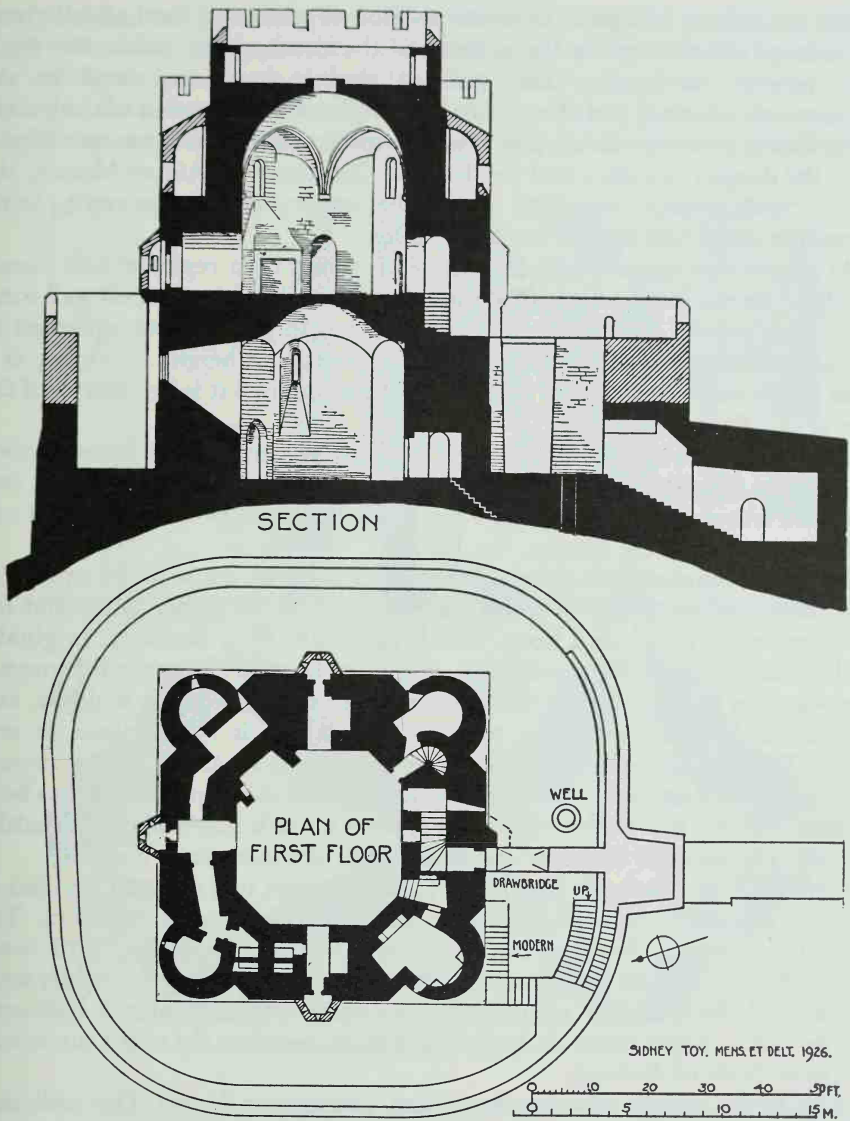 SECTION
PLAN OF
FIRST FLOOR
WELL
DRAWBRIDGE
UP
MODERN
SIDNEY TOY. MENS. ET DELT. 1926.
0 10 20 30 40 50 FT.
0 5 10 15 M.